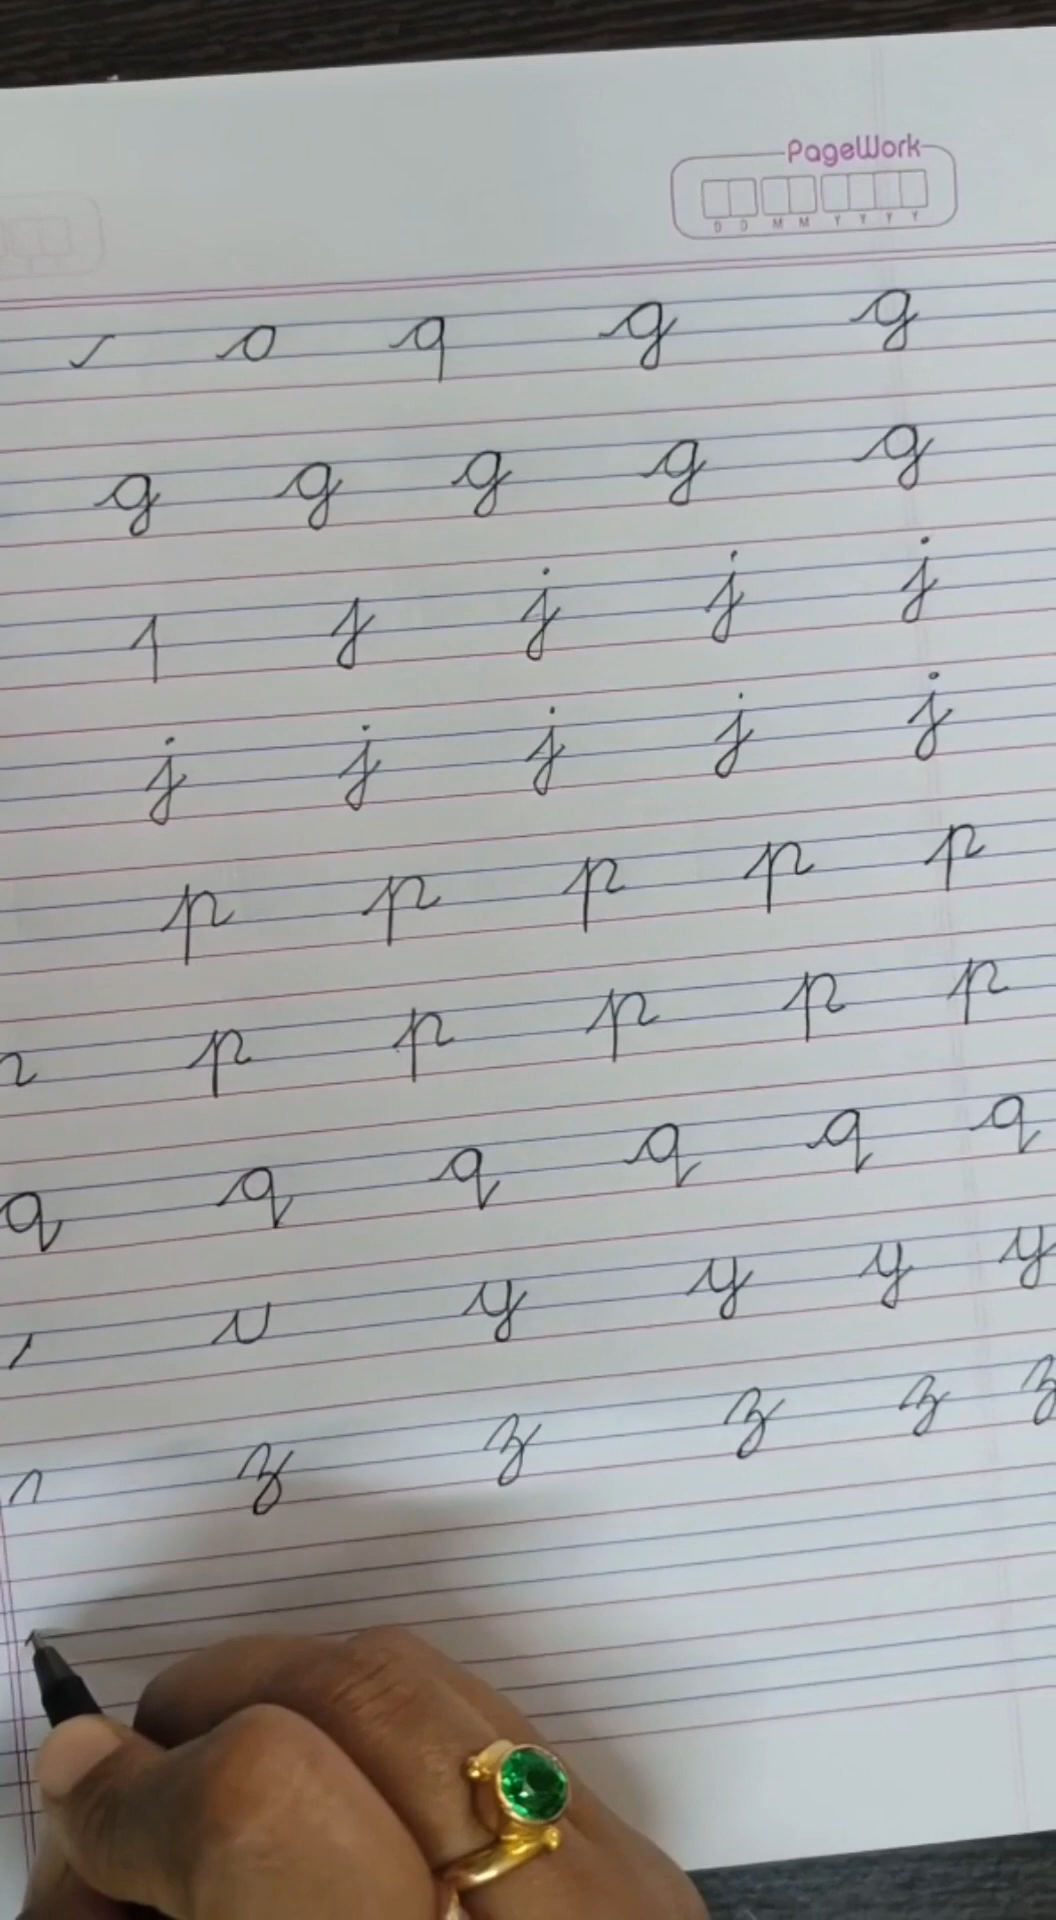 PageWork
D D M M Y Y Y Y
o q g g
g g g g g
j j j j
j j j j j
p p p p p
p p p p p
q q q q q q
y y y y
z z z z z